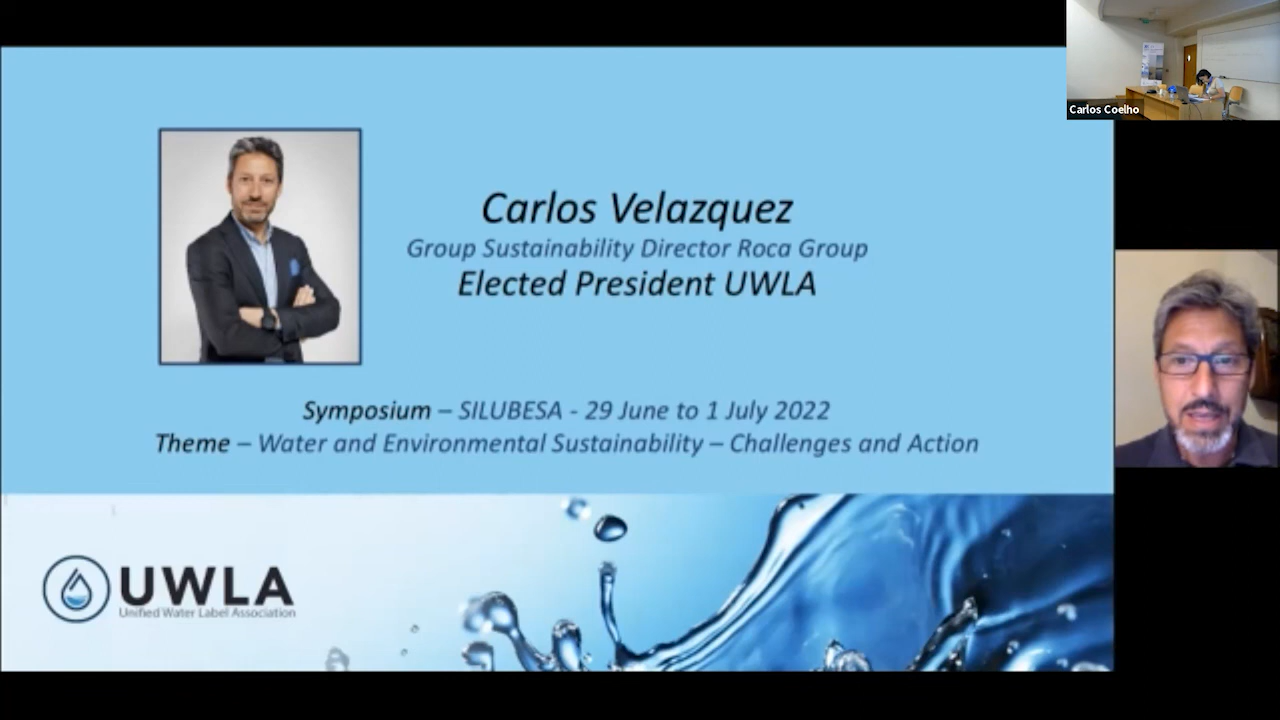 Carlos Coelho
Carlos Velazquez
Group Sustainability Director Roca Group
Elected President UWLA
Symposium – SILUBESA - 29 June to 1 July 2022
Theme – Water and Environmental Sustainability – Challenges and Action
UWLA
Unified Water Label Association